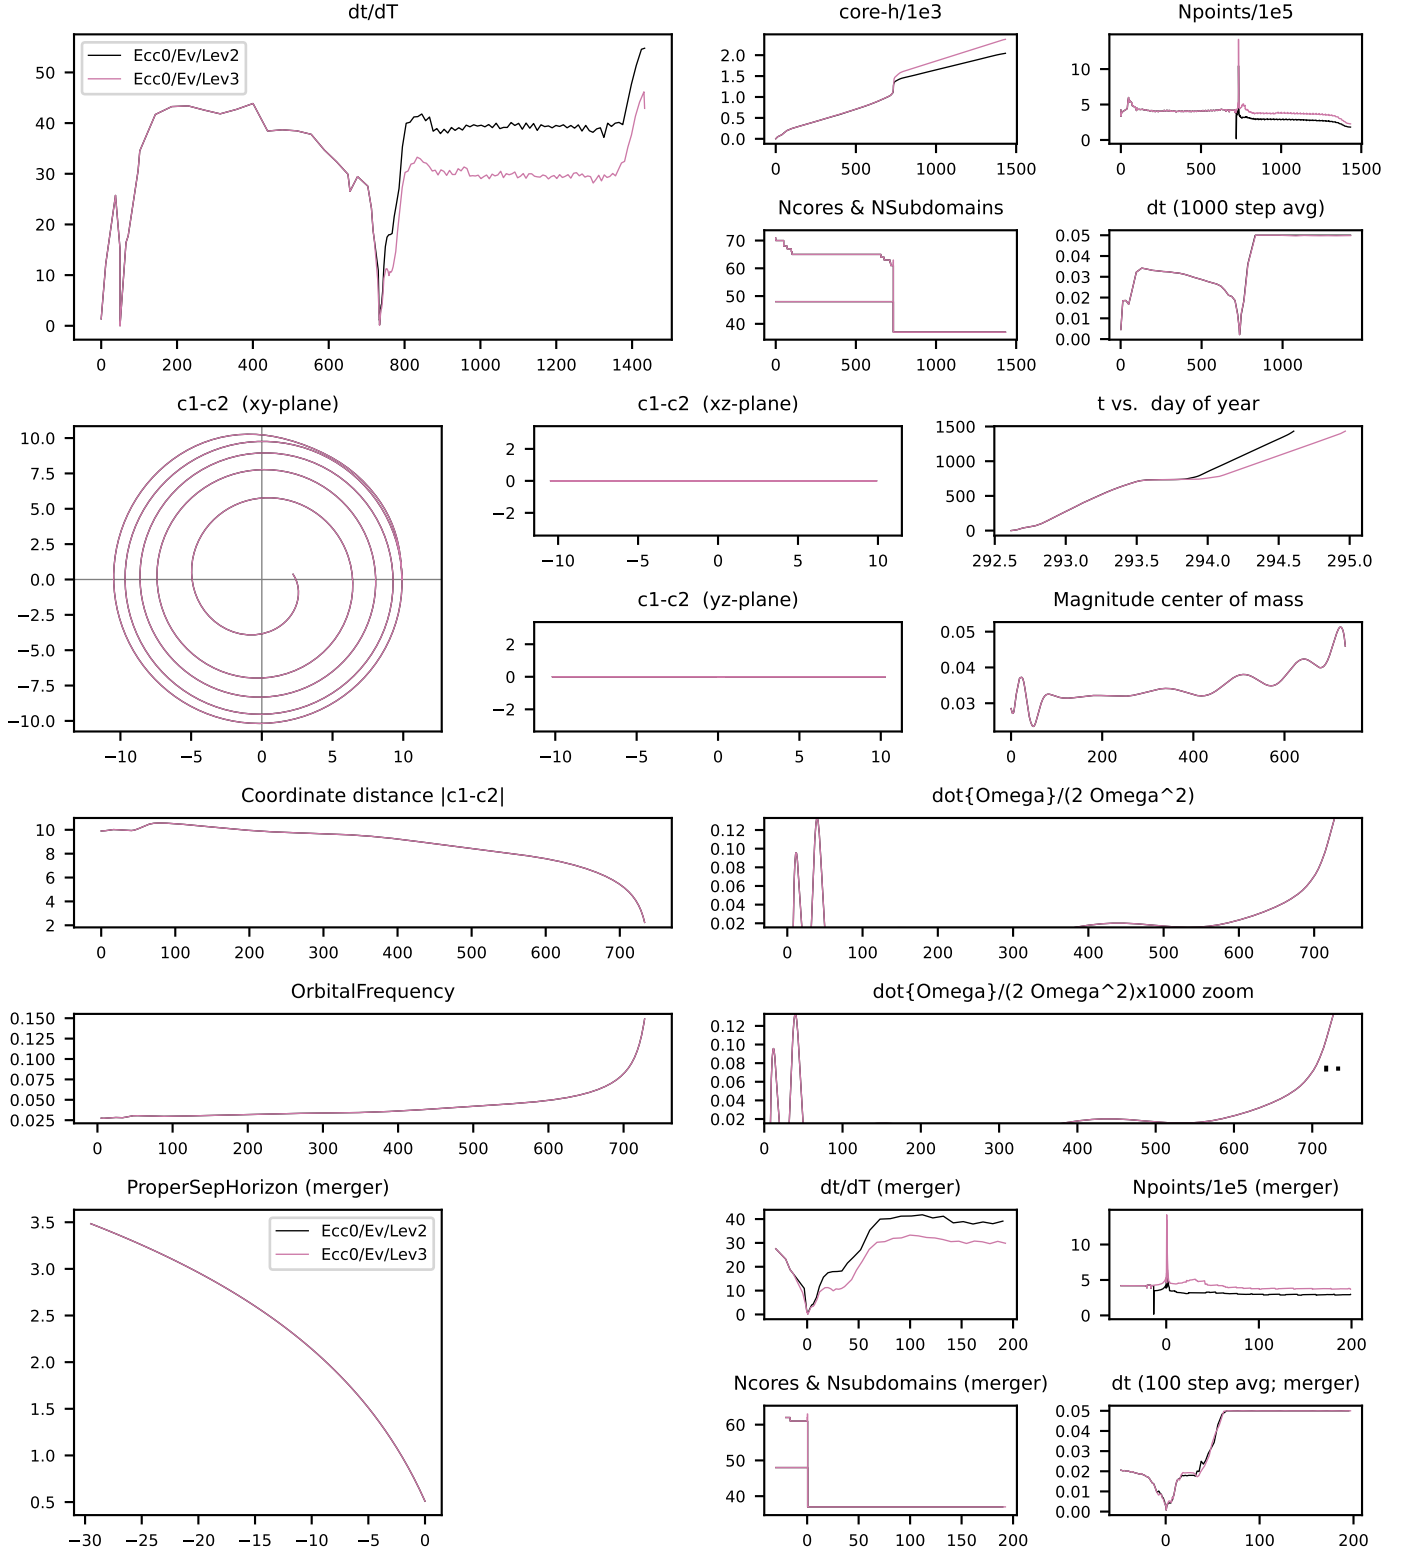 dt/dT
Ecc0/Ev/Lev2
Ecc0/Ev/Lev3
50
40
30
20
10
0
0 200 400 600 800 1000 1200 1400
core-h/1e3
2.0
1.5
1.0
0.5
0.0
0 500 1000 1500
Npoints/1e5
10
5
0
0 500 1000 1500
Ncores & NSubdomains
70
60
50
40
0 500 1000 1500
dt (1000 step avg)
0.05
0.04
0.03
0.02
0.01
0.00
0 500 1000
c1-c2 (xy-plane)
10.0
7.5
5.0
2.5
0.0
−2.5
−5.0
−7.5
−10.0
−10 −5 0 5 10
c1-c2 (xz-plane)
2
0
−2
−10 −5 0 5 10
t vs. day of year
1500
1000
500
0
292.5 293.0 293.5 294.0 294.5 295.0
c1-c2 (yz-plane)
2
0
−2
−10 −5 0 5 10
Magnitude center of mass
0.05
0.04
0.03
0 200 400 600
Coordinate distance |c1-c2|
10
8
6
4
2
0 100 200 300 400 500 600 700
dot{Omega}/(2 Omega^2)
0.12
0.10
0.08
0.06
0.04
0.02
0 100 200 300 400 500 600 700
OrbitalFrequency
0.150
0.125
0.100
0.075
0.050
0.025
0 100 200 300 400 500 600 700
dot{Omega}/(2 Omega^2)x1000 zoom
0.12
0.10
0.08
0.06
0.04
0.02
0 100 200 300 400 500 600 700
ProperSepHorizon (merger)
Ecc0/Ev/Lev2
Ecc0/Ev/Lev3
3.5
3.0
2.5
2.0
1.5
1.0
0.5
−30 −25 −20 −15 −10 −5 0
dt/dT (merger)
40
30
20
10
0
0 50 100 150 200
Npoints/1e5 (merger)
10
5
0
0 100 200
Ncores & Nsubdomains (merger)
60
50
40
0 50 100 150 200
dt (100 step avg; merger)
0.05
0.04
0.03
0.02
0.01
0.00
0 100 200